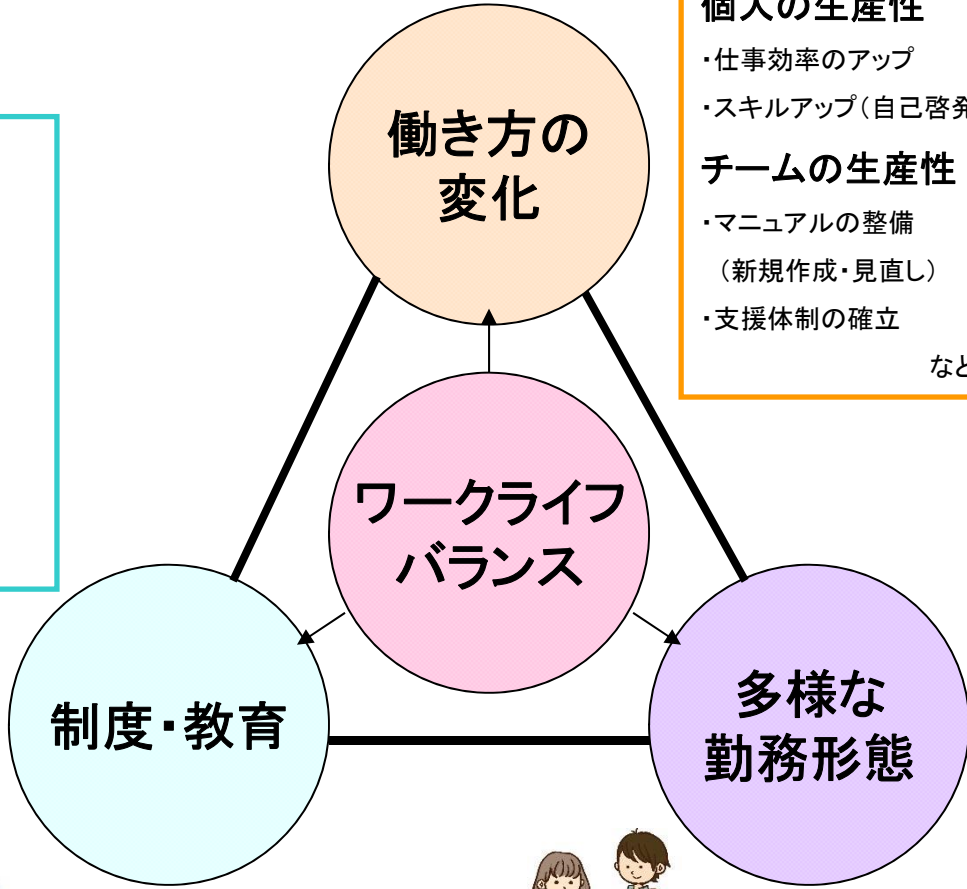 個人の生産性
・仕事効率のアップ
・スキルアップ（自己啓発
チームの生産性
・マニュアルの整備
（新規作成・見直し）
・支援体制の確立
など
働き方の
変化
ワークライフ
バランス
制度・教育
多様な
勤務形態